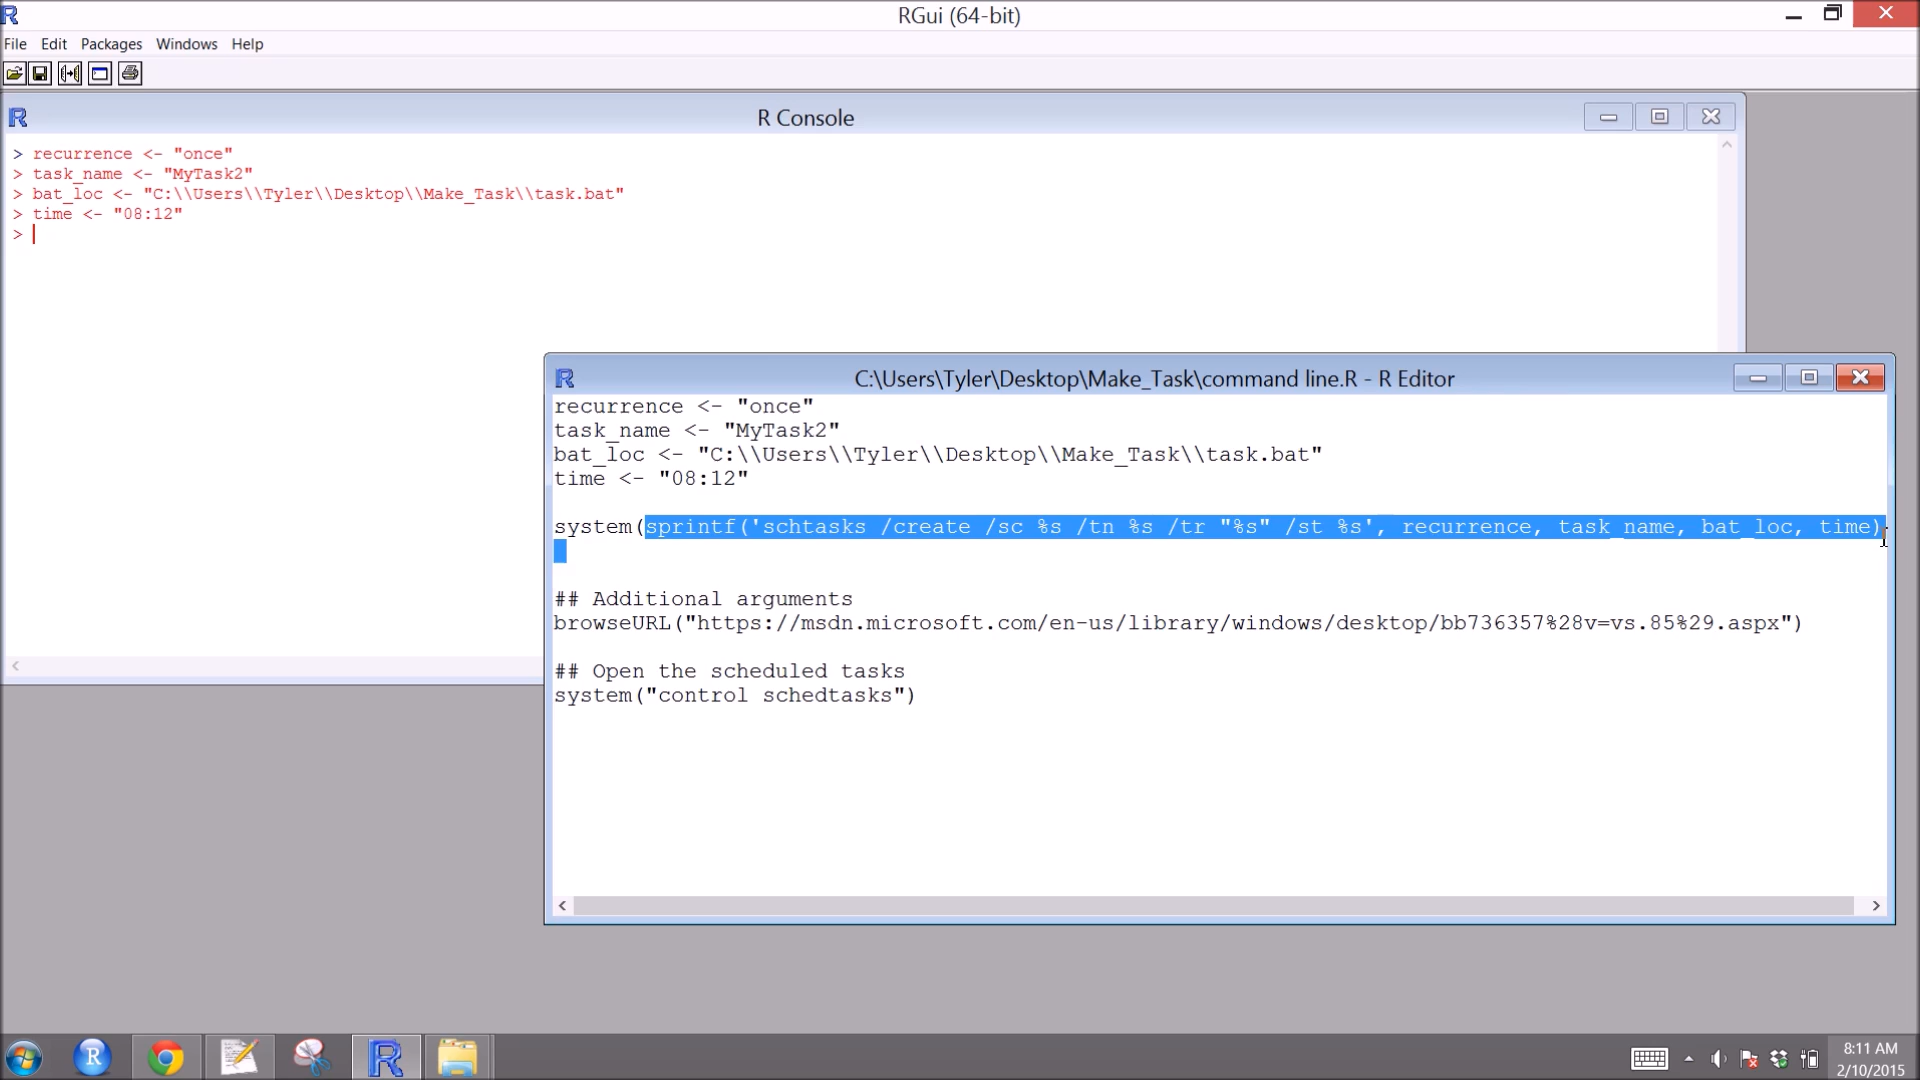 RGui (64-bit)
File Edit Packages Windows Help
R Console
> recurrence <- "once"
> task_name <- "MyTask2"
> bat_loc <- "C:\\Users\\Tyler\\Desktop\\Make_Task\\task.bat"
> time <- "08:12"
>
C:\Users\Tyler\Desktop\Make_Task\command line.R - R Editor
recurrence <- "once"
task_name <- "MyTask2"
bat_loc <- "C:\\Users\\Tyler\\Desktop\\Make_Task\\task.bat"
time <- "08:12"
system(sprintf('schtasks /create /sc %s /tn %s /tr "%s" /st %s', recurrence, task_name, bat_loc, time)
## Additional arguments
browseURL("https://msdn.microsoft.com/en-us/library/windows/desktop/bb736357%28v=vs.85%29.aspx")
## Open the scheduled tasks
system("control schedtasks")
8:11 AM
2/10/2015